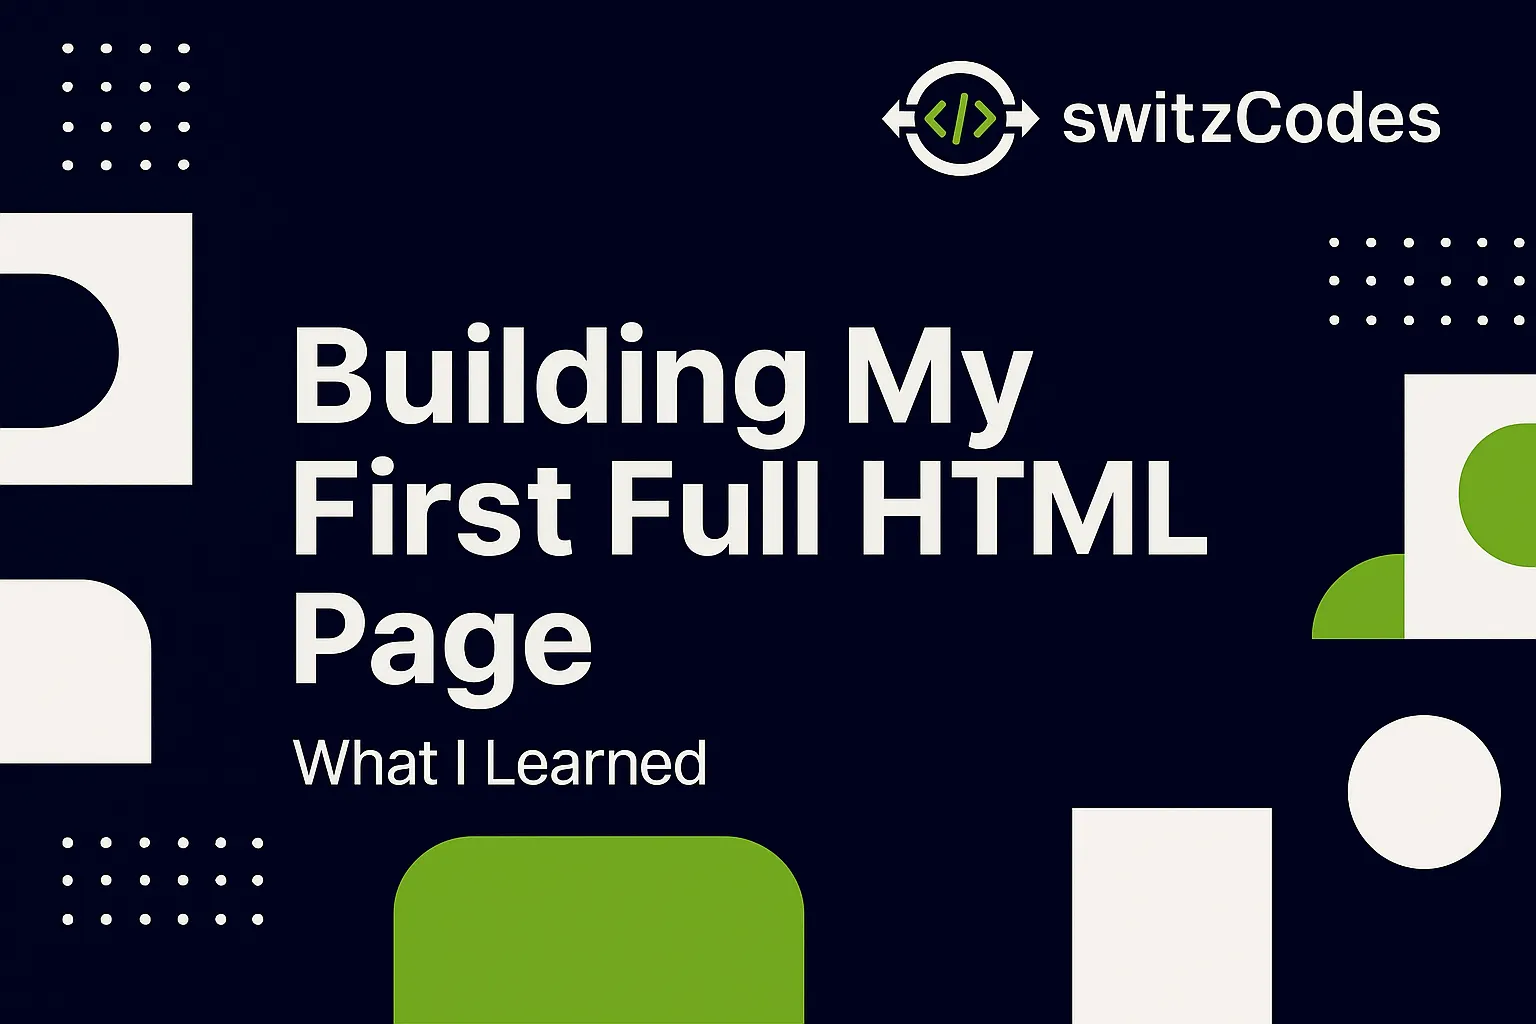 </> switzCodes
Building My
First Full HTML
Page
What I Learned